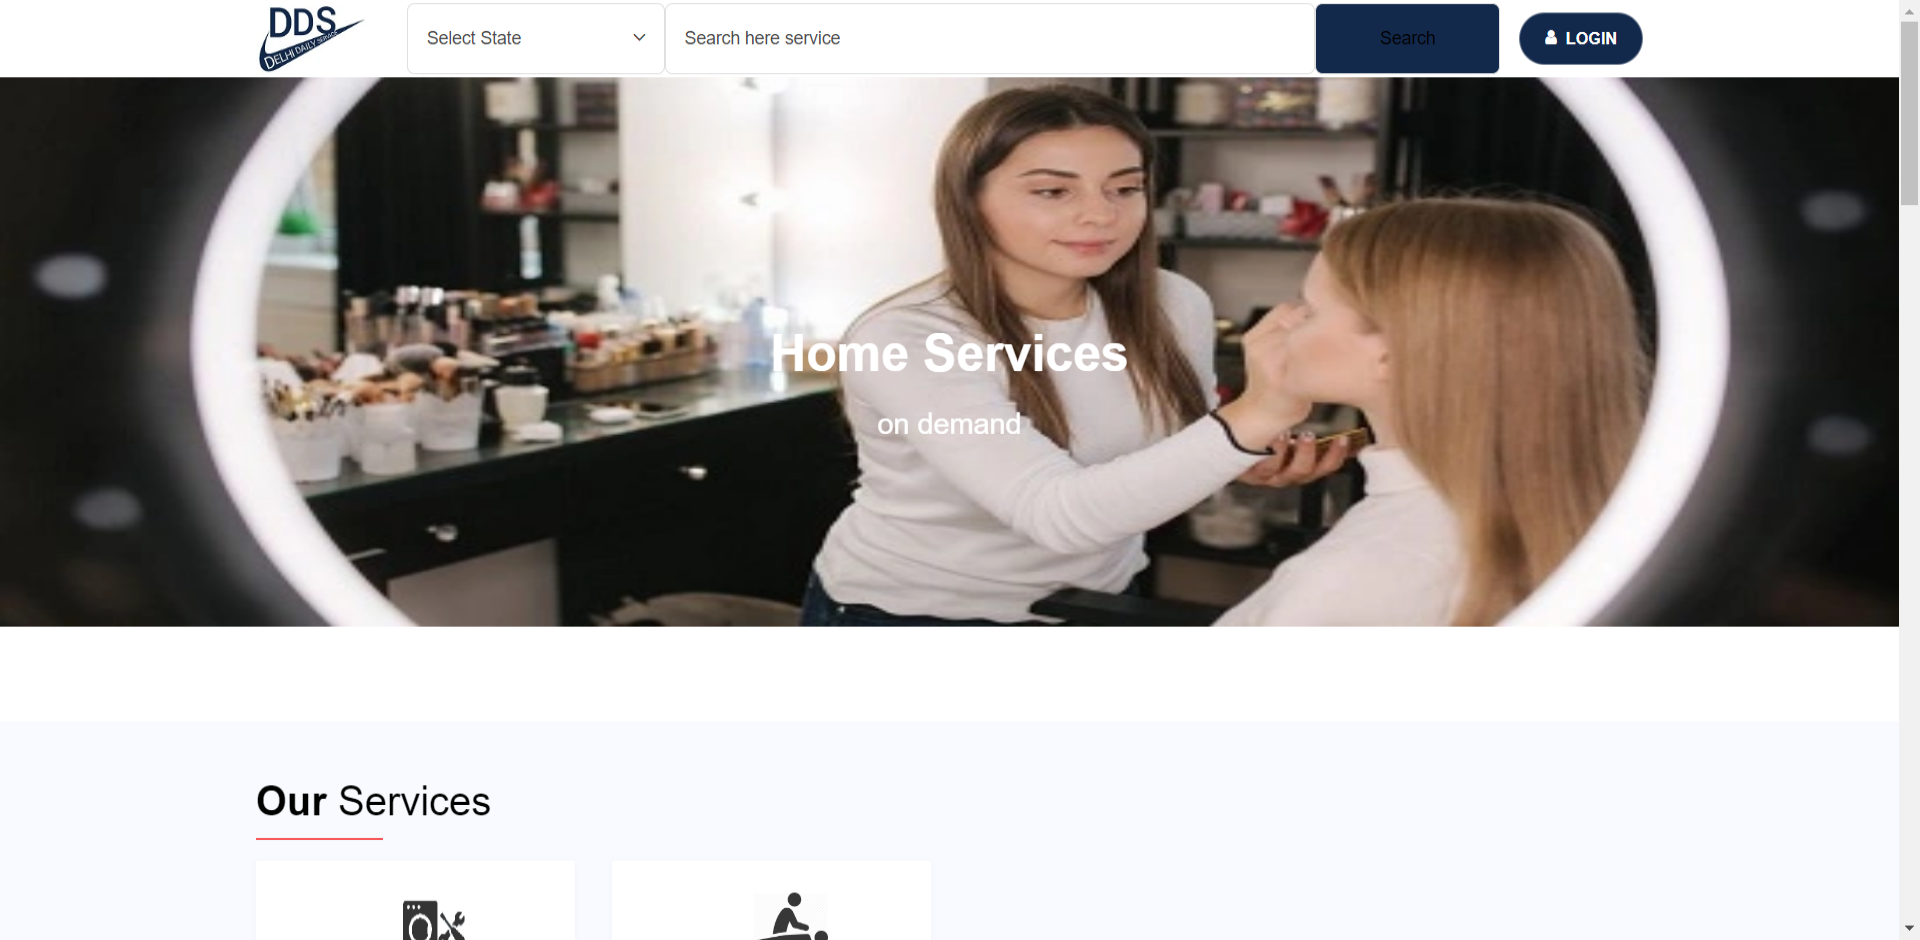 DDS
DELHI DAILY SERVICE
Select State
Search here service
Search
LOGIN
Home Services
on demand
Our Services